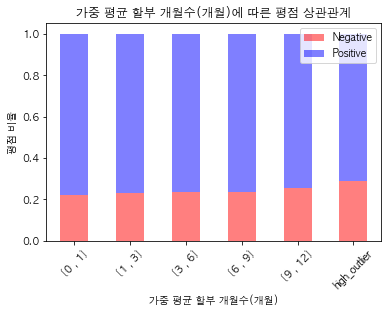 가중 평균 할부 개월수(개월)에 따른 평점 상관관계
Negative
Positive
평점 비율
1.0
0.8
0.6
0.4
0.2
0.0
(0 , 1)
(1 , 3)
(3 , 6)
(6 , 9)
(9 , 12)
high_outlier
가중 평균 할부 개월수(개월)